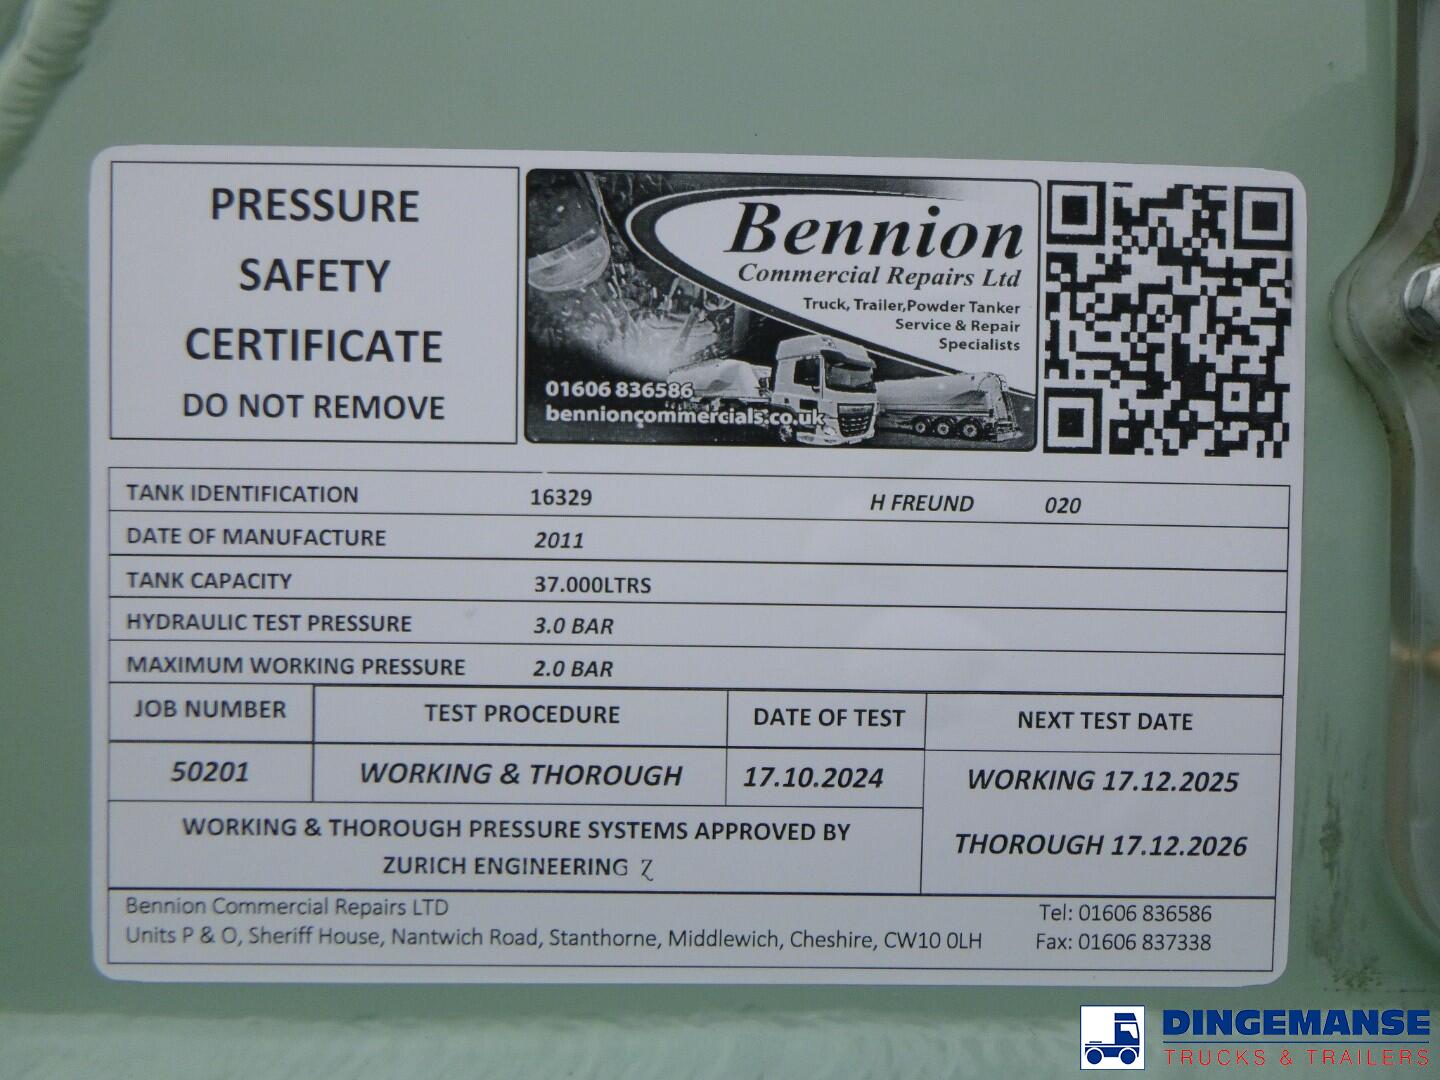 PRESSURE
SAFETY
CERTIFICATE
DO NOT REMOVE
Bennion
Commercial Repairs Ltd
Truck, Trailer,Powder Tanker
Service & Repair
Specialists
01606 836586
bennioncommercials.co.uk
TANK IDENTIFICATION 16329 H FREUND 020
DATE OF MANUFACTURE 2011
TANK CAPACITY 37.000LTRS
HYDRAULIC TEST PRESSURE 3.0 BAR
MAXIMUM WORKING PRESSURE 2.0 BAR
JOB NUMBER TEST PROCEDURE DATE OF TEST NEXT TEST DATE
50201 WORKING & THOROUGH 17.10.2024 WORKING 17.12.2025
THOROUGH 17.12.2026
WORKING & THOROUGH PRESSURE SYSTEMS APPROVED BY
ZURICH ENGINEERING Z
Bennion Commercial Repairs LTD
Units P & O, Sheriff House, Nantwich Road, Stanthorne, Middlewich, Cheshire, CW10 0LH
Tel: 01606 836586
Fax: 01606 837338
DINGEMANSE
TRUCKS & TRAILERS